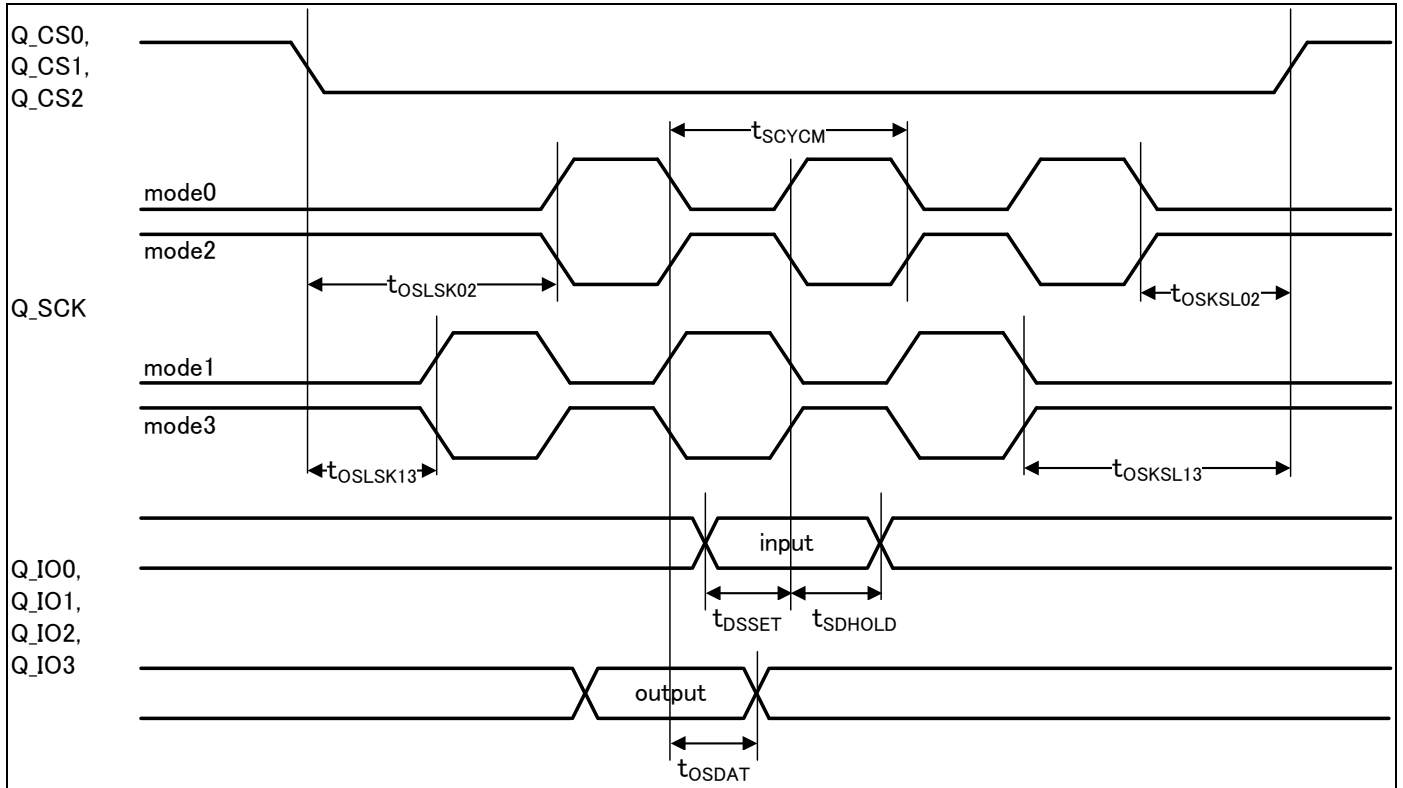 Q_CS0,
Q_CS1,
Q_CS2
tSCYCM
mode0
mode2
tOSLSK02
tOSKSL02
Q_SCK
mode1
mode3
tOSLSK13
tOSKSL13
input
Q_IO0,
Q_IO1,
Q_IO2,
Q_IO3
tDSSET
tSDHOLD
output
tOSDAT